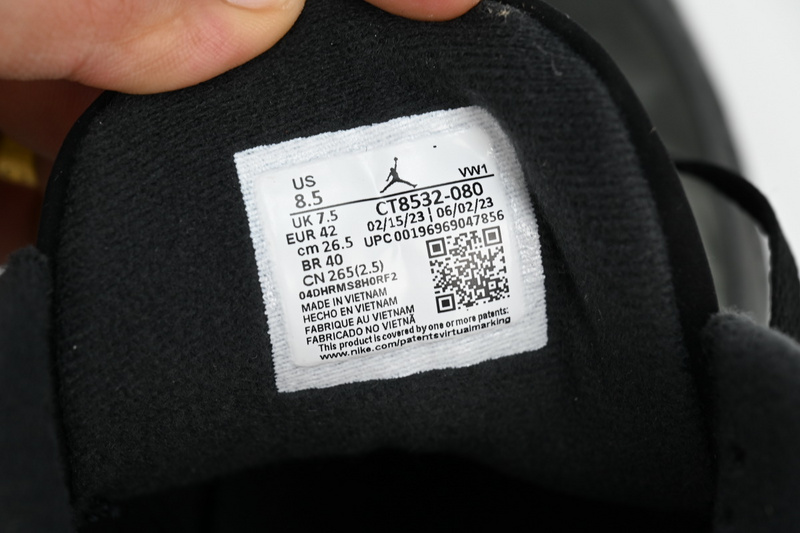 US
8.5
VW1
UK 7.5
CT8532-080
EUR 42
02/15/23 | 06/02/23
cm 26.5
UPC 00196969047856
BR 40
CN 265(2.5)
04DHRMS8H0RF2
MADE IN VIETNAM
HECHO EN VIETNAM
FABRIQUE AU VIETNAM
FABRICADO NO VIETNÃ
This product is covered by one or more patents:
www.nike.com/patentsvirtualmarking